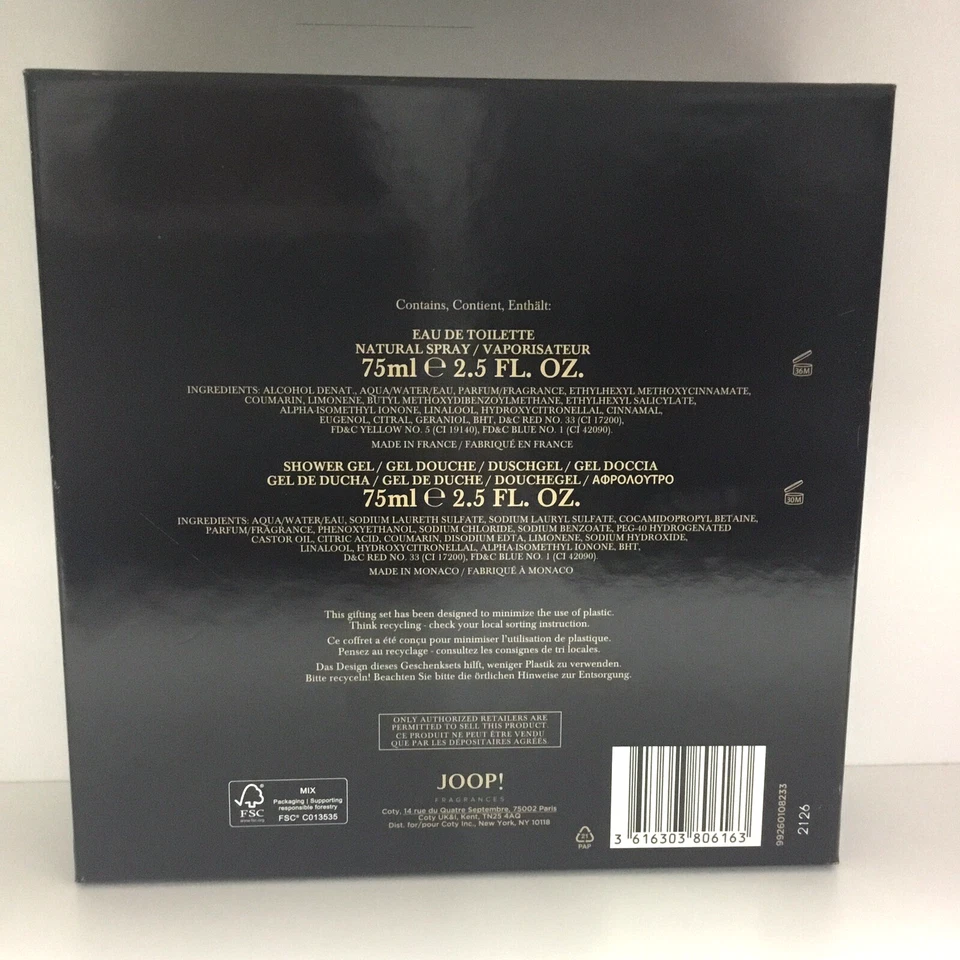 Contains, Contient, Enthält:
EAU DE TOILETTE
NATURAL SPRAY / VAPORISATEUR
75ml ℮ 2.5 FL. OZ.
36M
INGREDIENTS: ALCOHOL DENAT., AQUA/WATER/EAU, PARFUM/FRAGRANCE, ETHYLHEXYL METHOXYCINNAMATE,
COUMARIN, LIMONENE, BUTYL METHOXYDIBENZOYLMETHANE, ETHYLHEXYL SALICYLATE,
ALPHA-ISOMETHYL IONONE, LINALOOL, HYDROXYCITRONELLAL, CINNAMAL,
EUGENOL, CITRAL, GERANIOL, BHT, D&C RED NO. 33 (CI 17200),
FD&C YELLOW NO. 5 (CI 19140), FD&C BLUE NO. 1 (CI 42090).
MADE IN FRANCE / FABRIQUÉ EN FRANCE
SHOWER GEL / GEL DOUCHE / DUSCHGEL / GEL DOCCIA
GEL DE DUCHA / GEL DE DUCHE / DOUCHEGEL / ΑΦΡΟΛΟΥΤΡΟ
75ml ℮ 2.5 FL. OZ.
30M
INGREDIENTS: AQUA/WATER/EAU, SODIUM LAURETH SULFATE, SODIUM LAURYL SULFATE, COCAMIDOPROPYL BETAINE,
PARFUM/FRAGRANCE, PHENOXYETHANOL, SODIUM CHLORIDE, SODIUM BENZOATE, PEG-40 HYDROGENATED
CASTOR OIL, CITRIC ACID, COUMARIN, DISODIUM EDTA, LIMONENE, SODIUM HYDROXIDE,
LINALOOL, HYDROXYCITRONELLAL, ALPHA-ISOMETHYL IONONE, BHT,
D&C RED NO. 33 (CI 17200), FD&C BLUE NO. 1 (CI 42090).
MADE IN MONACO / FABRIQUÉ À MONACO
This gifting set has been designed to minimize the use of plastic.
Think recycling - check your local sorting instruction.
Ce coffret a été conçu pour minimiser l'utilisation de plastique.
Pensez au recyclage - consultez les consignes de tri locales.
Das Design dieses Geschenksets hilft, weniger Plastik zu verwenden.
Bitte recyceln! Beachten Sie bitte die örtlichen Hinweise zur Entsorgung.
ONLY AUTHORIZED RETAILERS ARE
PERMITTED TO SELL THIS PRODUCT.
CE PRODUIT NE PEUT ÊTRE VENDU
QUE PAR LES DÉPOSITAIRES AGRÉÉS.
FSC
www.fsc.org
MIX
Packaging | Supporting
responsible forestry
FSC® C013535
JOOP!
FRAGRANCES
Coty, 14 rue du Quatre Septembre, 75002 Paris
Coty UK&I, Kent, TN25 4AQ
Dist. for/pour Coty Inc., New York, NY 10118
21
PAP
3 616303 806163
99260108233
2126